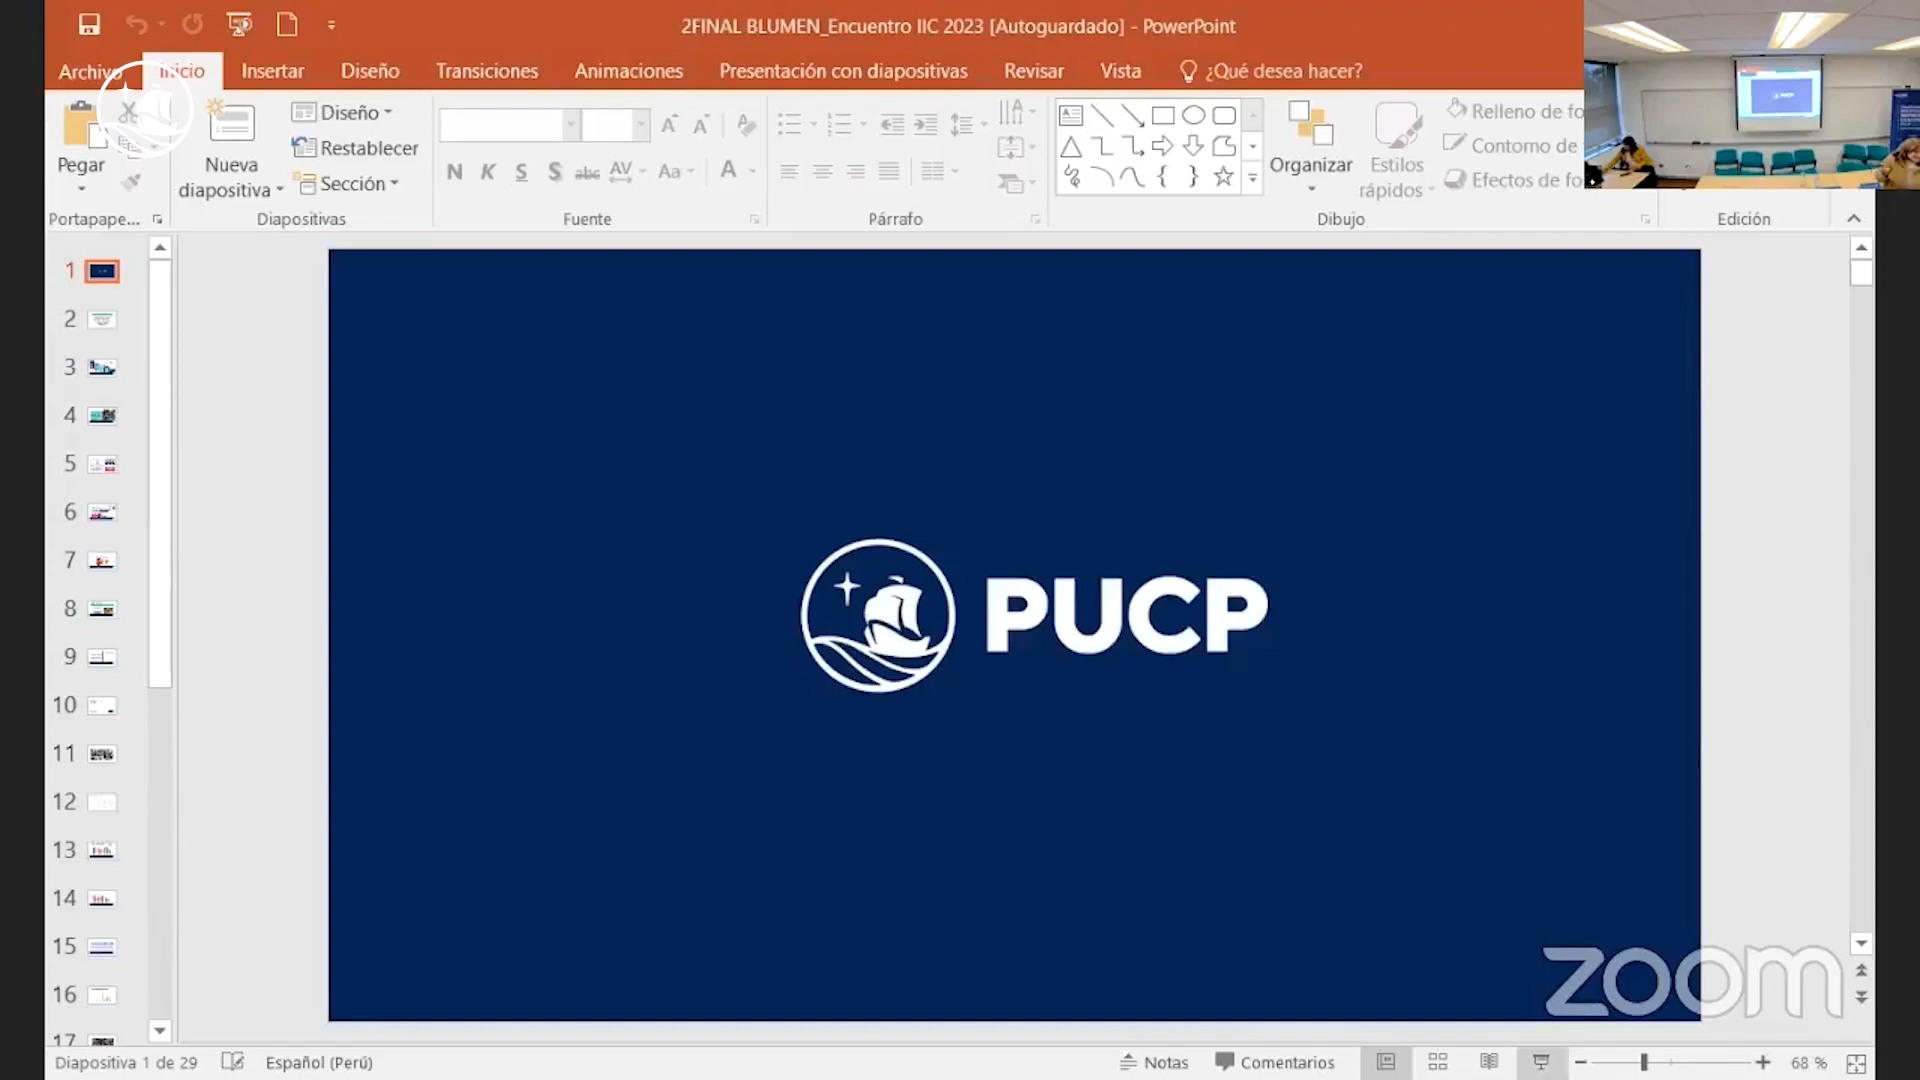 2FINAL BLUMEN_Encuentro IIC 2023 [Autoguardado] - PowerPoint
Archivo Inicio Insertar Diseño Transiciones Animaciones Presentación con diapositivas Revisar Vista ¿Qué desea hacer?
Pegar
Nueva diapositiva
Diseño
Restablecer
Sección
N K S S abc AV Aa A
Organizar
Estilos rápidos
Relleno de fo
Contorno de
Efectos de fo
Portapape... Diapositivas Fuente Párrafo Dibujo Edición
1
2
3
4
5
6
7
8
9
10
11
12
13
14
15
16
17
PUCP
zoom
Diapositiva 1 de 29 Español (Perú) Notas Comentarios 68 %